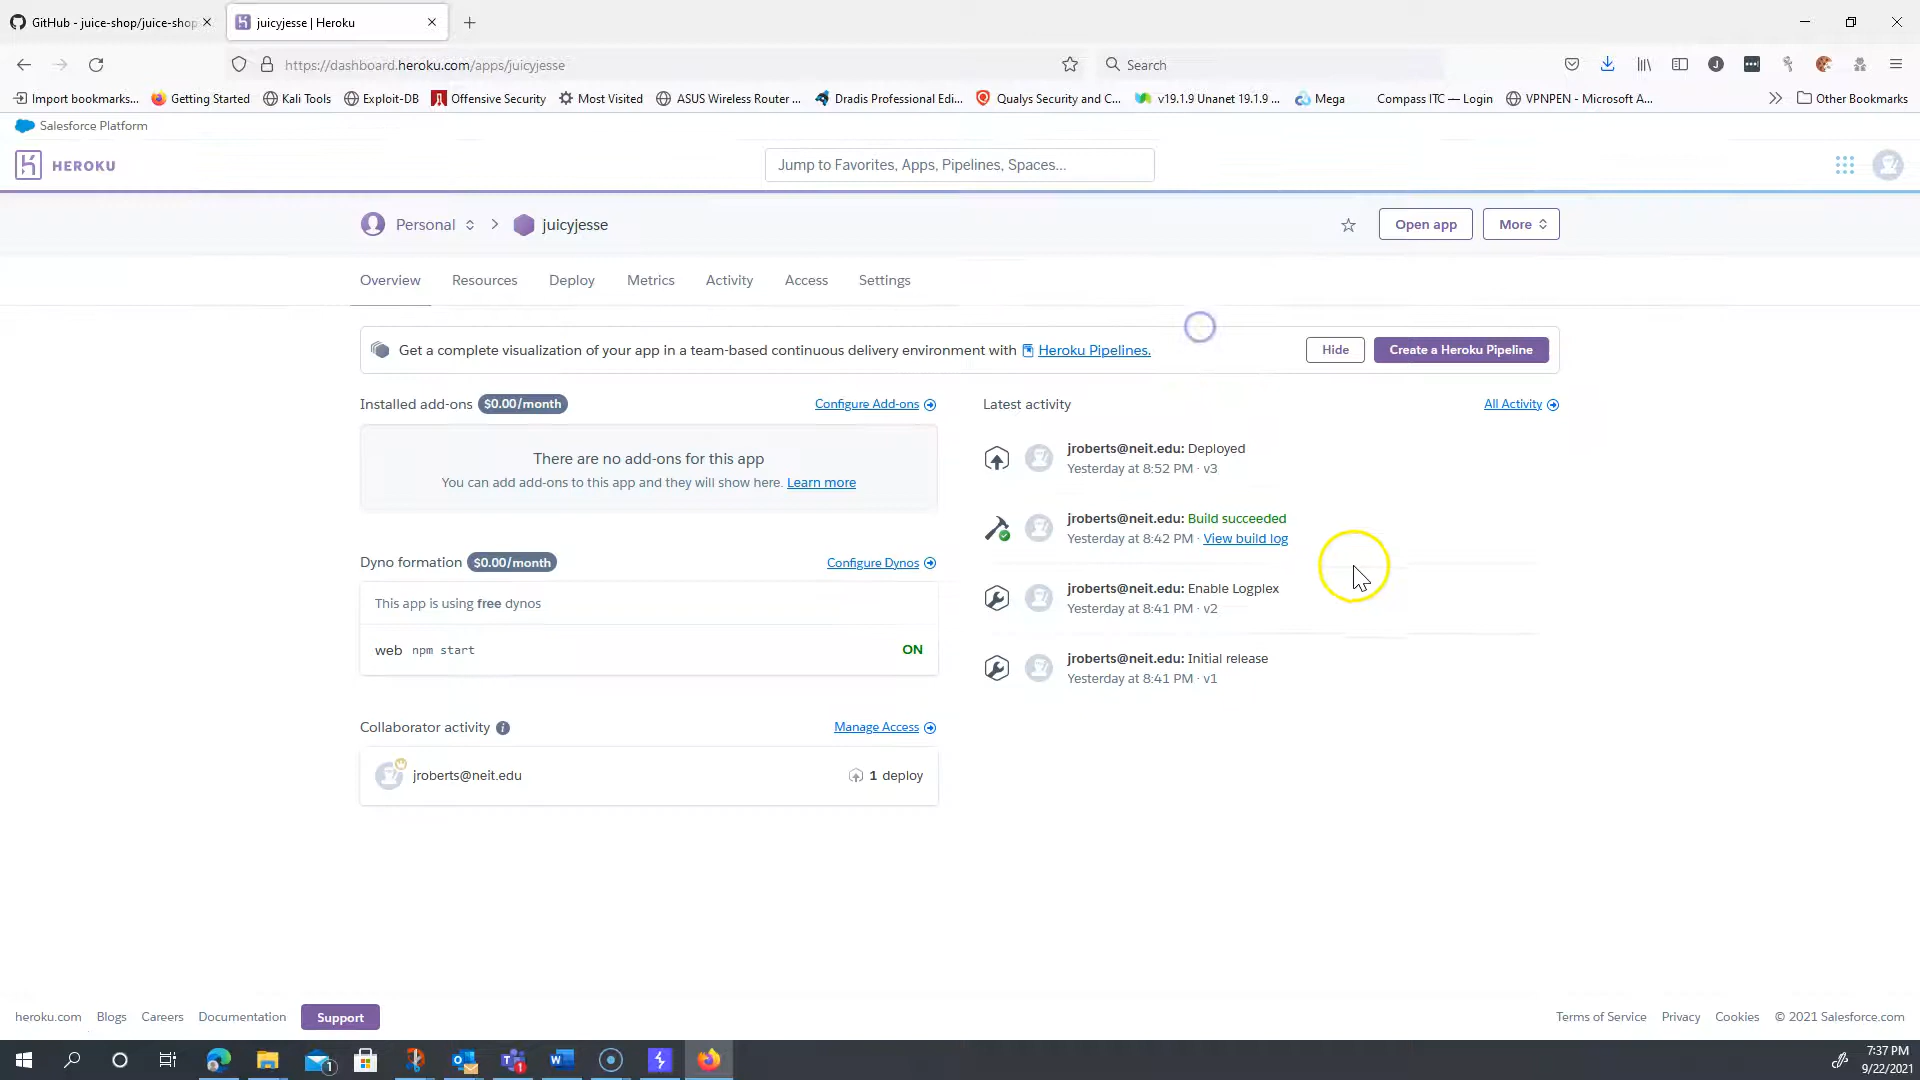 GitHub - juice-shop/juice-shop
juicyjesse | Heroku
https://dashboard.heroku.com/apps/juicyjesse
Search
Import bookmarks...
Getting Started
Kali Tools
Exploit-DB
Offensive Security
Most Visited
ASUS Wireless Router ...
Dradis Professional Edi...
Qualys Security and C...
v19.1.9 Unanet 19.1.9 ...
Mega
Compass ITC — Login
VPNPEN - Microsoft A...
Other Bookmarks
Salesforce Platform
HEROKU
Jump to Favorites, Apps, Pipelines, Spaces...
Personal
juicyjesse
Open app
More
Overview
Resources
Deploy
Metrics
Activity
Access
Settings
Get a complete visualization of your app in a team-based continuous delivery environment with Heroku Pipelines.
Hide
Create a Heroku Pipeline
Installed add-ons $0.00/month
Configure Add-ons
There are no add-ons for this app
You can add add-ons to this app and they will show here. Learn more
Dyno formation $0.00/month
Configure Dynos
This app is using free dynos
web npm start
ON
Collaborator activity
Manage Access
jroberts@neit.edu
1 deploy
Latest activity
All Activity
jroberts@neit.edu: Deployed
Yesterday at 8:52 PM · v3
jroberts@neit.edu: Build succeeded
Yesterday at 8:42 PM · View build log
jroberts@neit.edu: Enable Logplex
Yesterday at 8:41 PM · v2
jroberts@neit.edu: Initial release
Yesterday at 8:41 PM · v1
heroku.com
Blogs
Careers
Documentation
Support
Terms of Service
Privacy
Cookies
© 2021 Salesforce.com
7:37 PM
9/22/2021